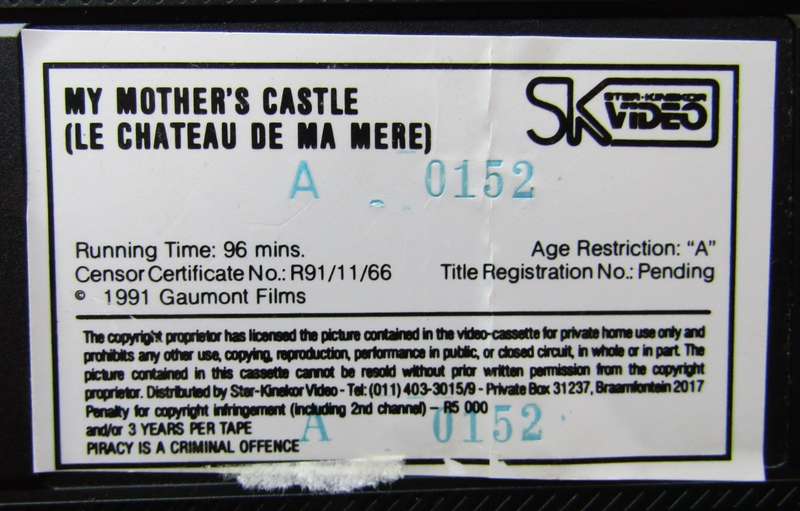 MY MOTHER'S CASTLE
(LE CHATEAU DE MA MERE)
SK STER-KINEKOR VIDEO
A 0152
Running Time: 96 mins.
Age Restriction: "A"
Censor Certificate No.: R91/11/66
Title Registration No.: Pending
© 1991 Gaumont Films
The copyright proprietor has licensed the picture contained in the video-cassette for private home use only and
prohibits any other use, copying, reproduction, performance in public, or closed circuit, in whole or in part. The
picture contained in this cassette cannot be resold without prior written permission from the copyright
proprietor. Distributed by Ster-Kinekor Video - Tel: (011) 403-3015/9 - Private Box 31237, Braamfontein 2017
Penalty for copyright infringement (including 2nd channel) – R5 000
and/or 3 YEARS PER TAPE
PIRACY IS A CRIMINAL OFFENCE
A 0152